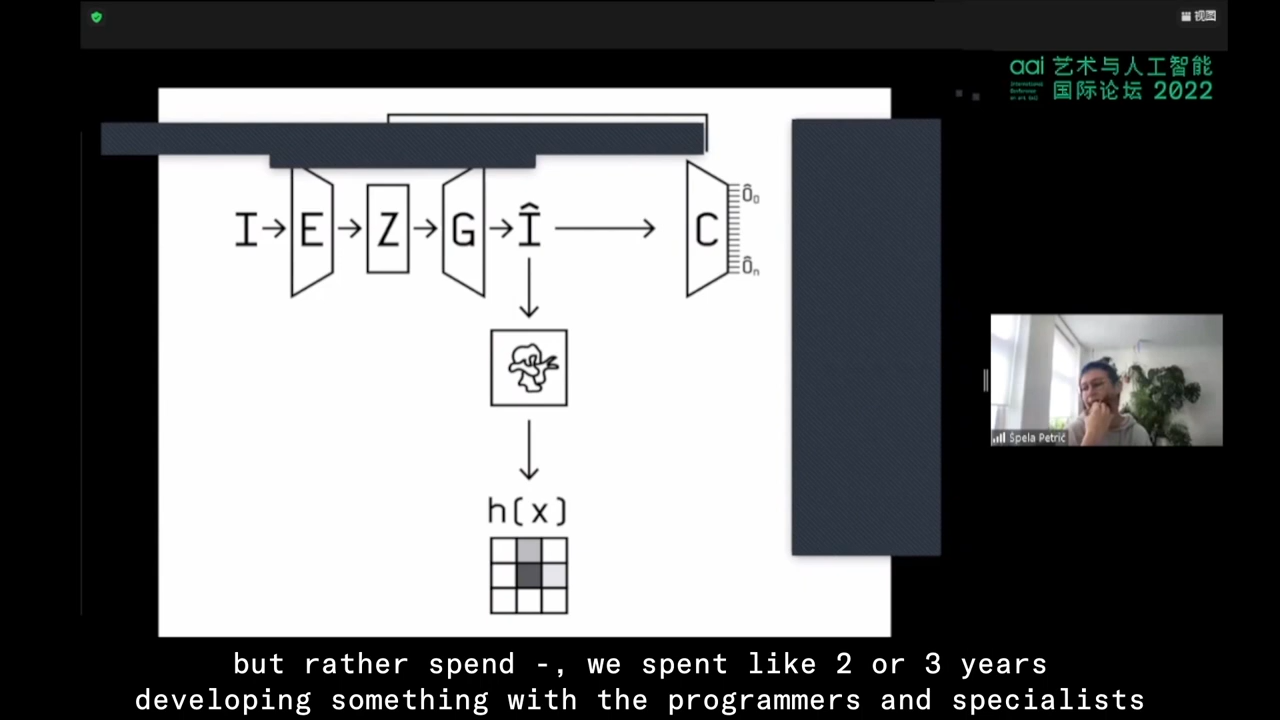 视图
aai 艺术与人工智能
国际论坛 2022
I E Z G Î C
Ô₀
Ôₙ
h(x)
Špela Petrič
but rather spend -, we spent like 2 or 3 years
developing something with the programmers and specialists